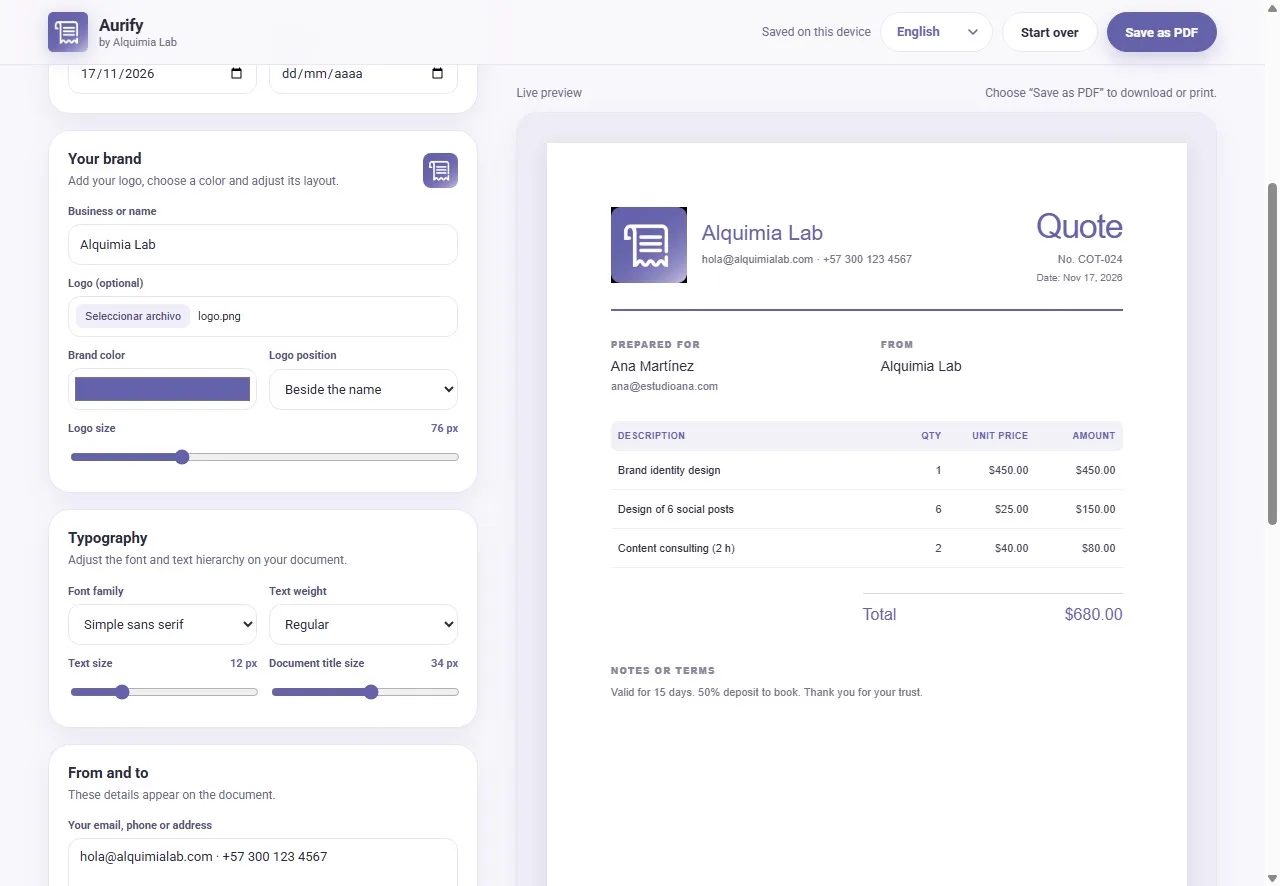 Aurify
by Alquimia Lab
Saved on this device
English
Start over
Save as PDF
17/11/2026
dd/mm/aaaa
Your brand
Add your logo, choose a color and adjust its layout.
Business or name
Alquimia Lab
Logo (optional)
Seleccionar archivo logo.png
Brand color
Logo position
Beside the name
Logo size 76 px
Typography
Adjust the font and text hierarchy on your document.
Font family
Text weight
Simple sans serif
Regular
Text size 12 px
Document title size 34 px
From and to
These details appear on the document.
Your email, phone or address
hola@alquimialab.com · +57 300 123 4567
Live preview
Choose “Save as PDF” to download or print.
Alquimia Lab
hola@alquimialab.com · +57 300 123 4567
Quote
No. COT-024
Date: Nov 17, 2026
PREPARED FOR
Ana Martínez
ana@estudioana.com
FROM
Alquimia Lab
DESCRIPTION QTY UNIT PRICE AMOUNT
Brand identity design 1 $450.00 $450.00
Design of 6 social posts 6 $25.00 $150.00
Content consulting (2 h) 2 $40.00 $80.00
Total $680.00
NOTES OR TERMS
Valid for 15 days. 50% deposit to book. Thank you for your trust.